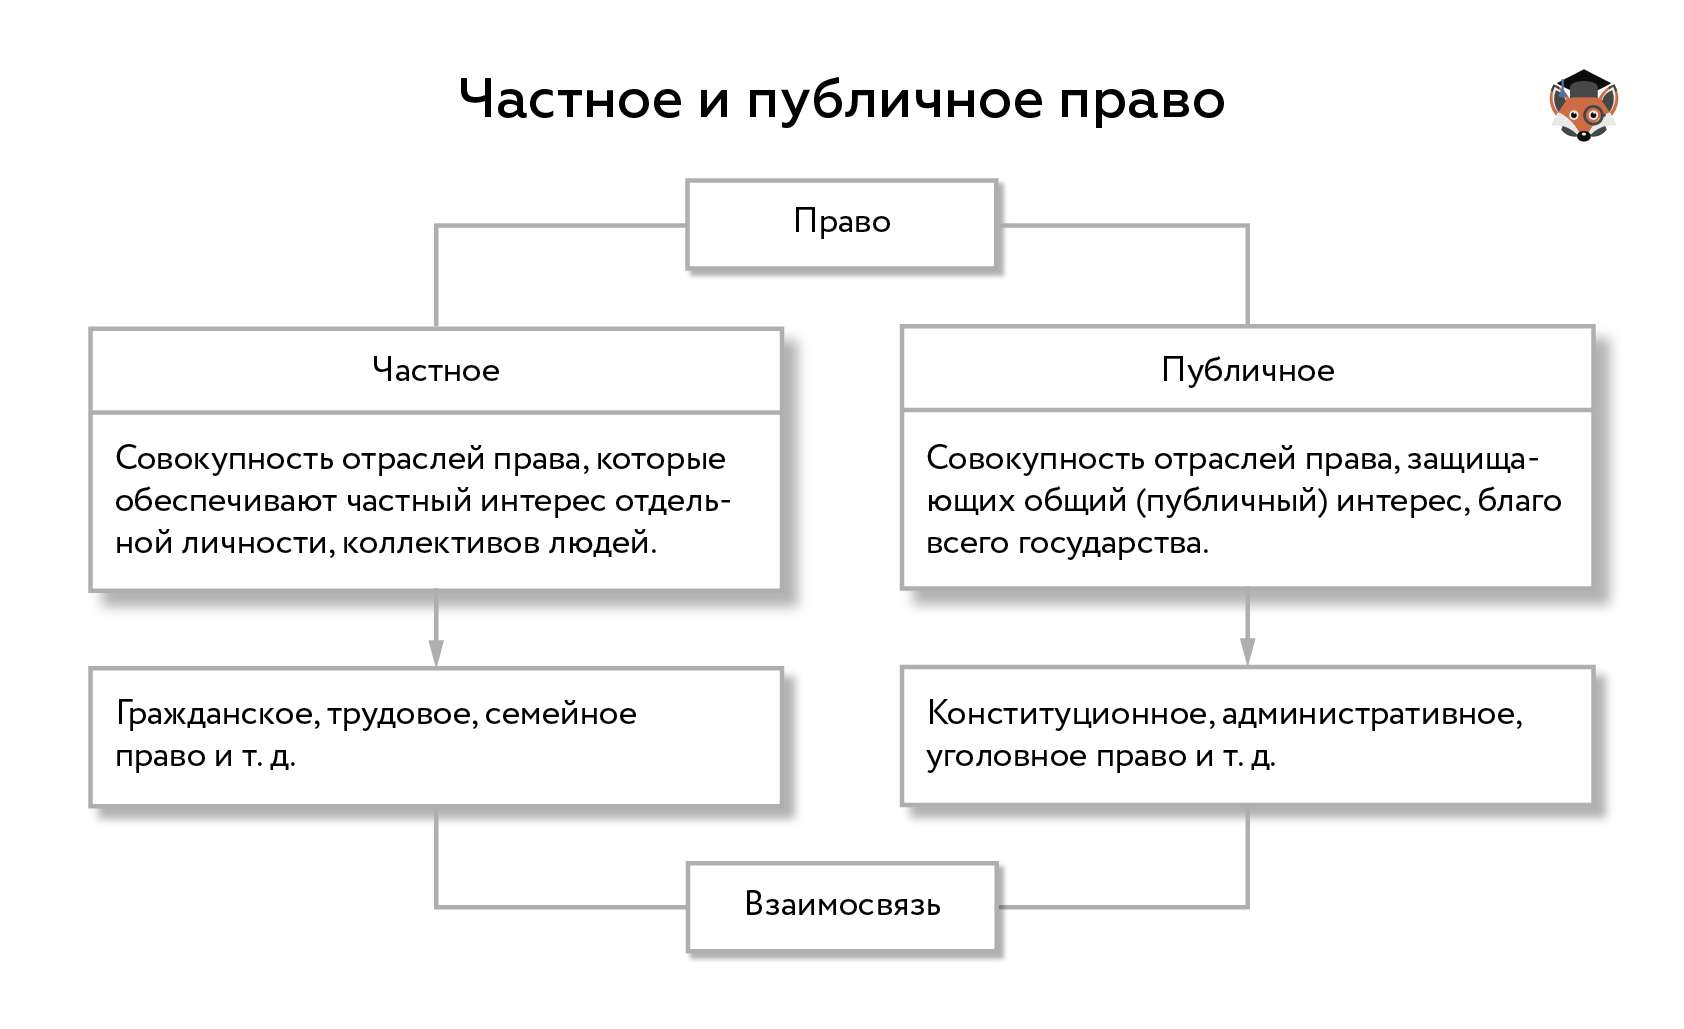 Частное и публичное право
Право
Частное
Совокупность отраслей права, которые
обеспечивают частный интерес отдель-
ной личности, коллективов людей.
Публичное
Совокупность отраслей права, защища-
ющих общий (публичный) интерес, благо
всего государства.
Гражданское, трудовое, семейное
право и т. д.
Конституционное, административное,
уголовное право и т. д.
Взаимосвязь